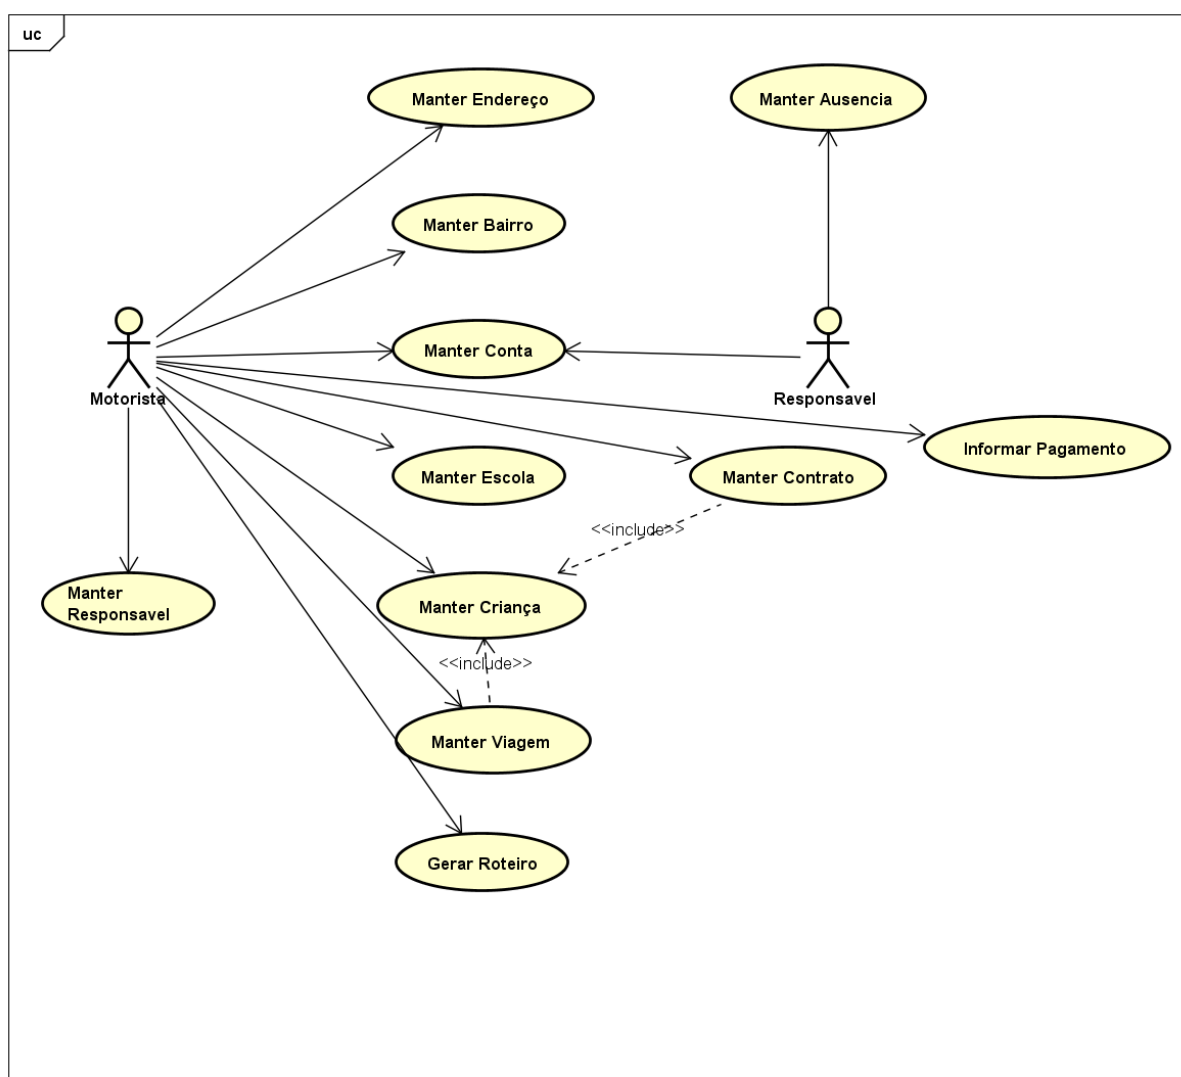 uc
Manter Endereço
Manter Ausencia
Manter Bairro
Manter Conta
Motorista
Responsavel
Informar Pagamento
Manter Escola
Manter Contrato
<<include>>
Manter
Responsavel
Manter Criança
<<include>>
Manter Viagem
Gerar Roteiro